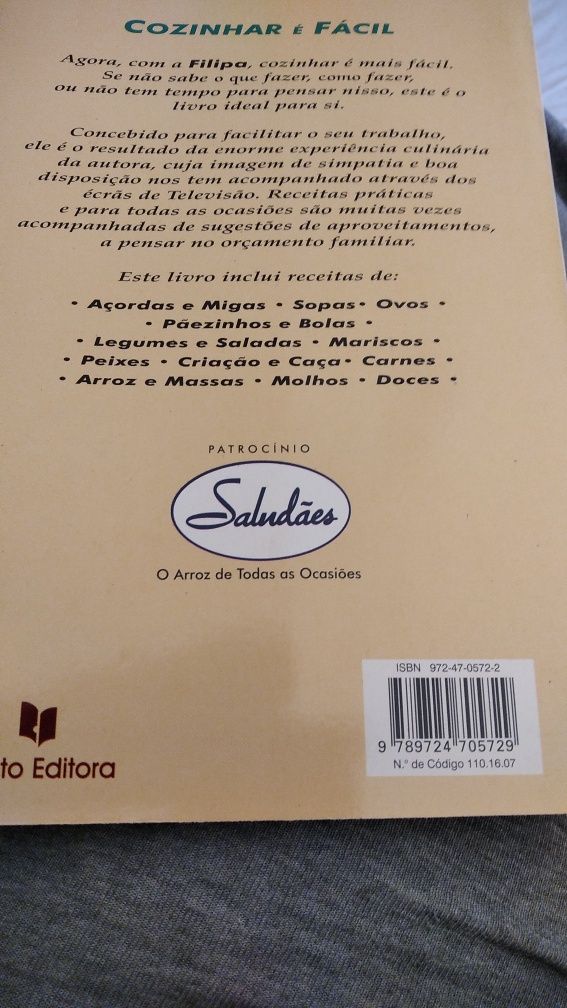 COZINHAR É FÁCIL
Agora, com a Filipa, cozinhar é mais fácil.
Se não sabe o que fazer, como fazer,
ou não tem tempo para pensar nisso, este é o
livro ideal para si.
Concebido para facilitar o seu trabalho,
ele é o resultado da enorme experiência culinária
da autora, cuja imagem de simpatia e boa
disposição nos tem acompanhado através dos
écrãs de Televisão. Receitas práticas
e para todas as ocasiões são muitas vezes
acompanhadas de sugestões de aproveitamentos,
a pensar no orçamento familiar.
Este livro inclui receitas de:
• Açordas e Migas • Sopas • Ovos •
• Pãezinhos e Bolas •
• Legumes e Saladas • Mariscos •
• Peixes • Criação e Caça • Carnes •
• Arroz e Massas • Molhos • Doces •
PATROCÍNIO
Saludães
O Arroz de Todas as Ocasiões
ISBN 972-47-0572-2
9 789724 705729
N.º de Código 110.16.07
to Editora